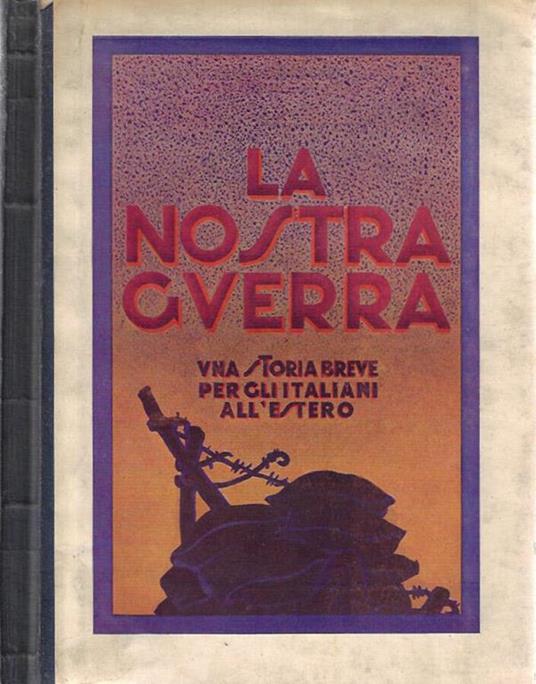 LA
NOSTRA
GVERRA
VNA STORIA BREVE
PER GLI ITALIANI
ALL'ESTERO